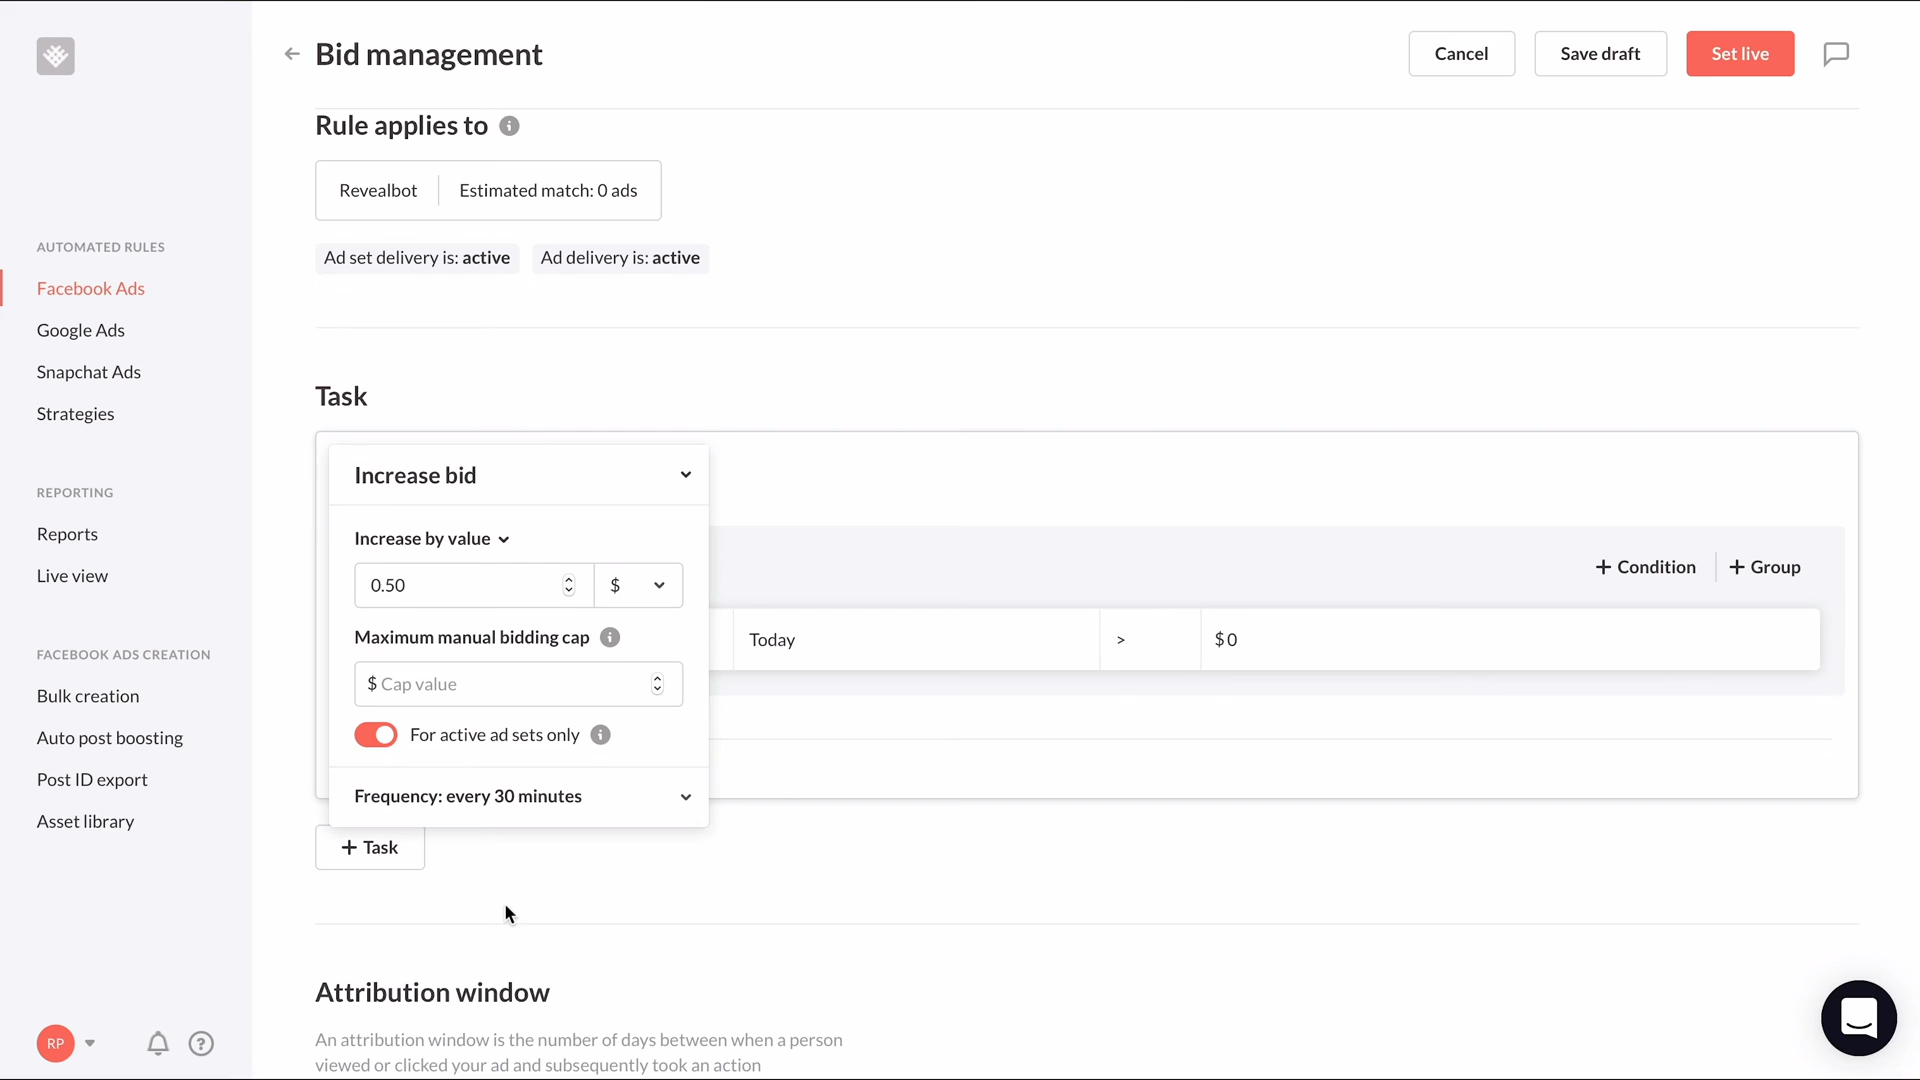 Bid management
Cancel
Save draft
Set live
Rule applies to
Revealbot
Estimated match: 0 ads
Ad set delivery is: active
Ad delivery is: active
AUTOMATED RULES
Facebook Ads
Google Ads
Snapchat Ads
Strategies
REPORTING
Reports
Live view
FACEBOOK ADS CREATION
Bulk creation
Auto post boosting
Post ID export
Asset library
RP
Task
Increase bid
Increase by value
0.50
$
Maximum manual bidding cap
$ Cap value
For active ad sets only
Frequency: every 30 minutes
+ Condition
+ Group
Today
>
$ 0
+ Task
Attribution window
An attribution window is the number of days between when a person
viewed or clicked your ad and subsequently took an action